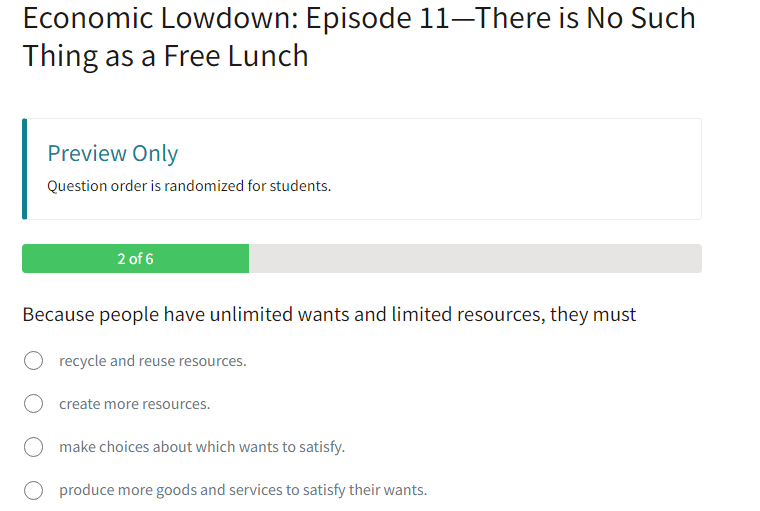 Economic Lowdown: Episode 11—There is No Such
Thing as a Free Lunch
Preview Only
Question order is randomized for students.
2 of 6
Because people have unlimited wants and limited resources, they must
recycle and reuse resources.
create more resources.
make choices about which wants to satisfy.
produce more goods and services to satisfy their wants.